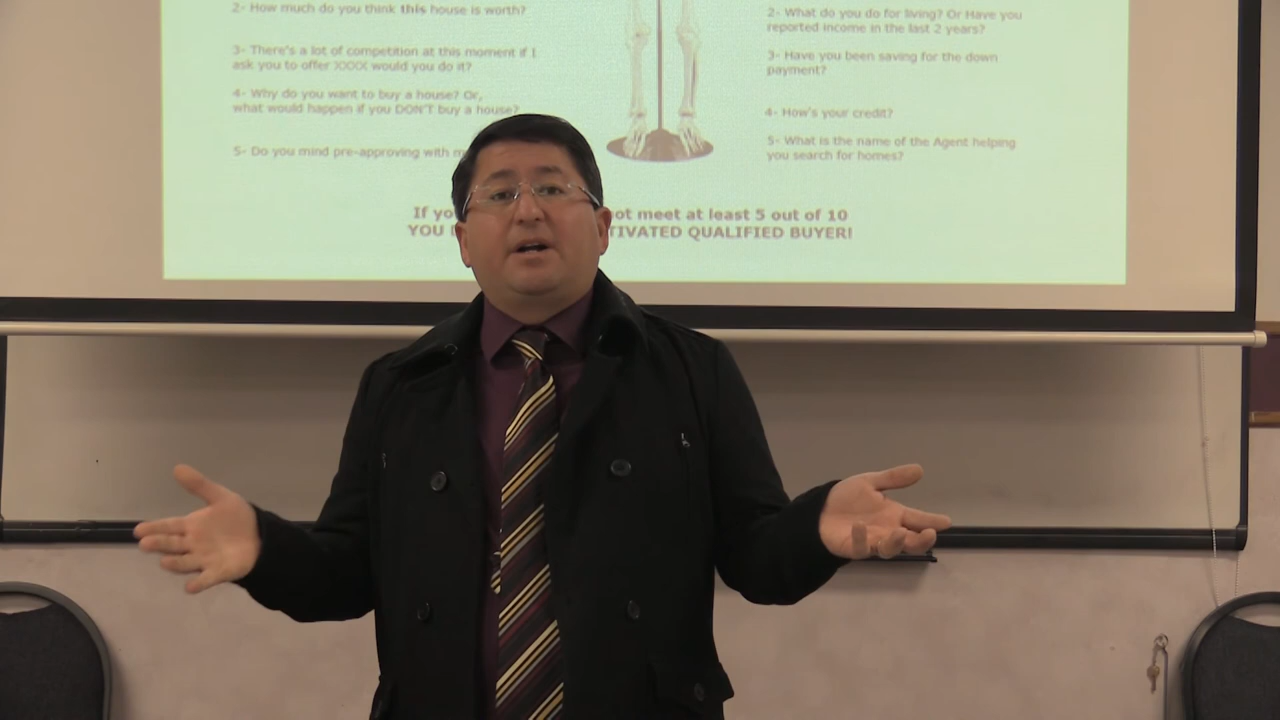 2- How much do you think this house is worth?
3- There's a lot of competition at this moment if I
ask you to offer XXXX would you do it?
4- Why do you want to buy a house? Or,
what would happen if you DON'T buy a house?
5- Do you mind pre-approving with
2- What do you do for living? Or Have you
reported income in the last 2 years?
3- Have you been saving for the down
payment?
4- How's your credit?
5- What is the name of the Agent helping
you search for homes?
If not meet at least 5 out of 10
YOU QUALIFIED BUYER!